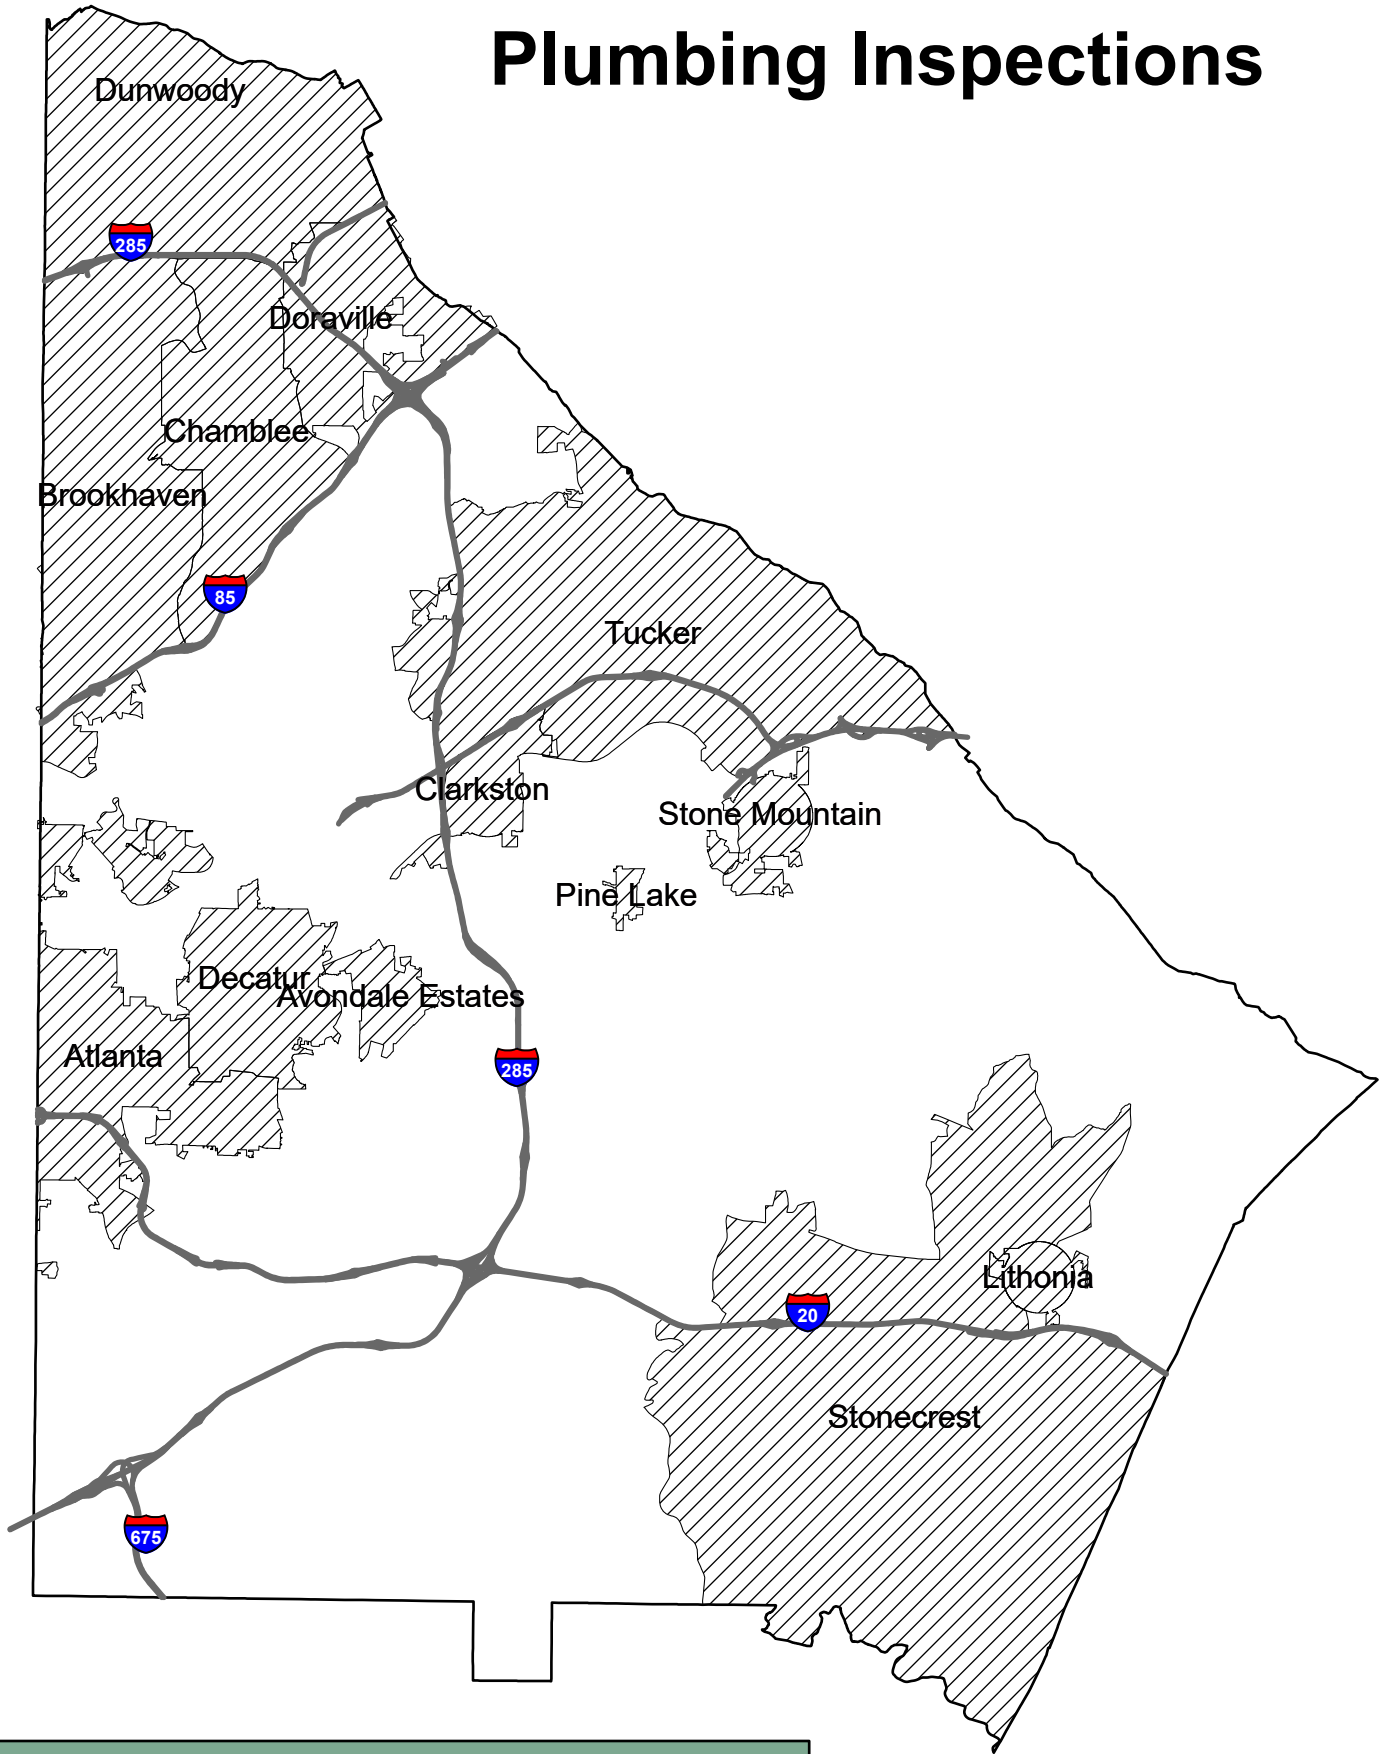 Plumbing Inspections
Dunwoody
285
Doraville
Chamblee
Brookhaven
85
Tucker
Clarkston
Stone Mountain
Pine Lake
Decatur
Avondale Estates
Atlanta
285
Lithonia
20
Stonecrest
675